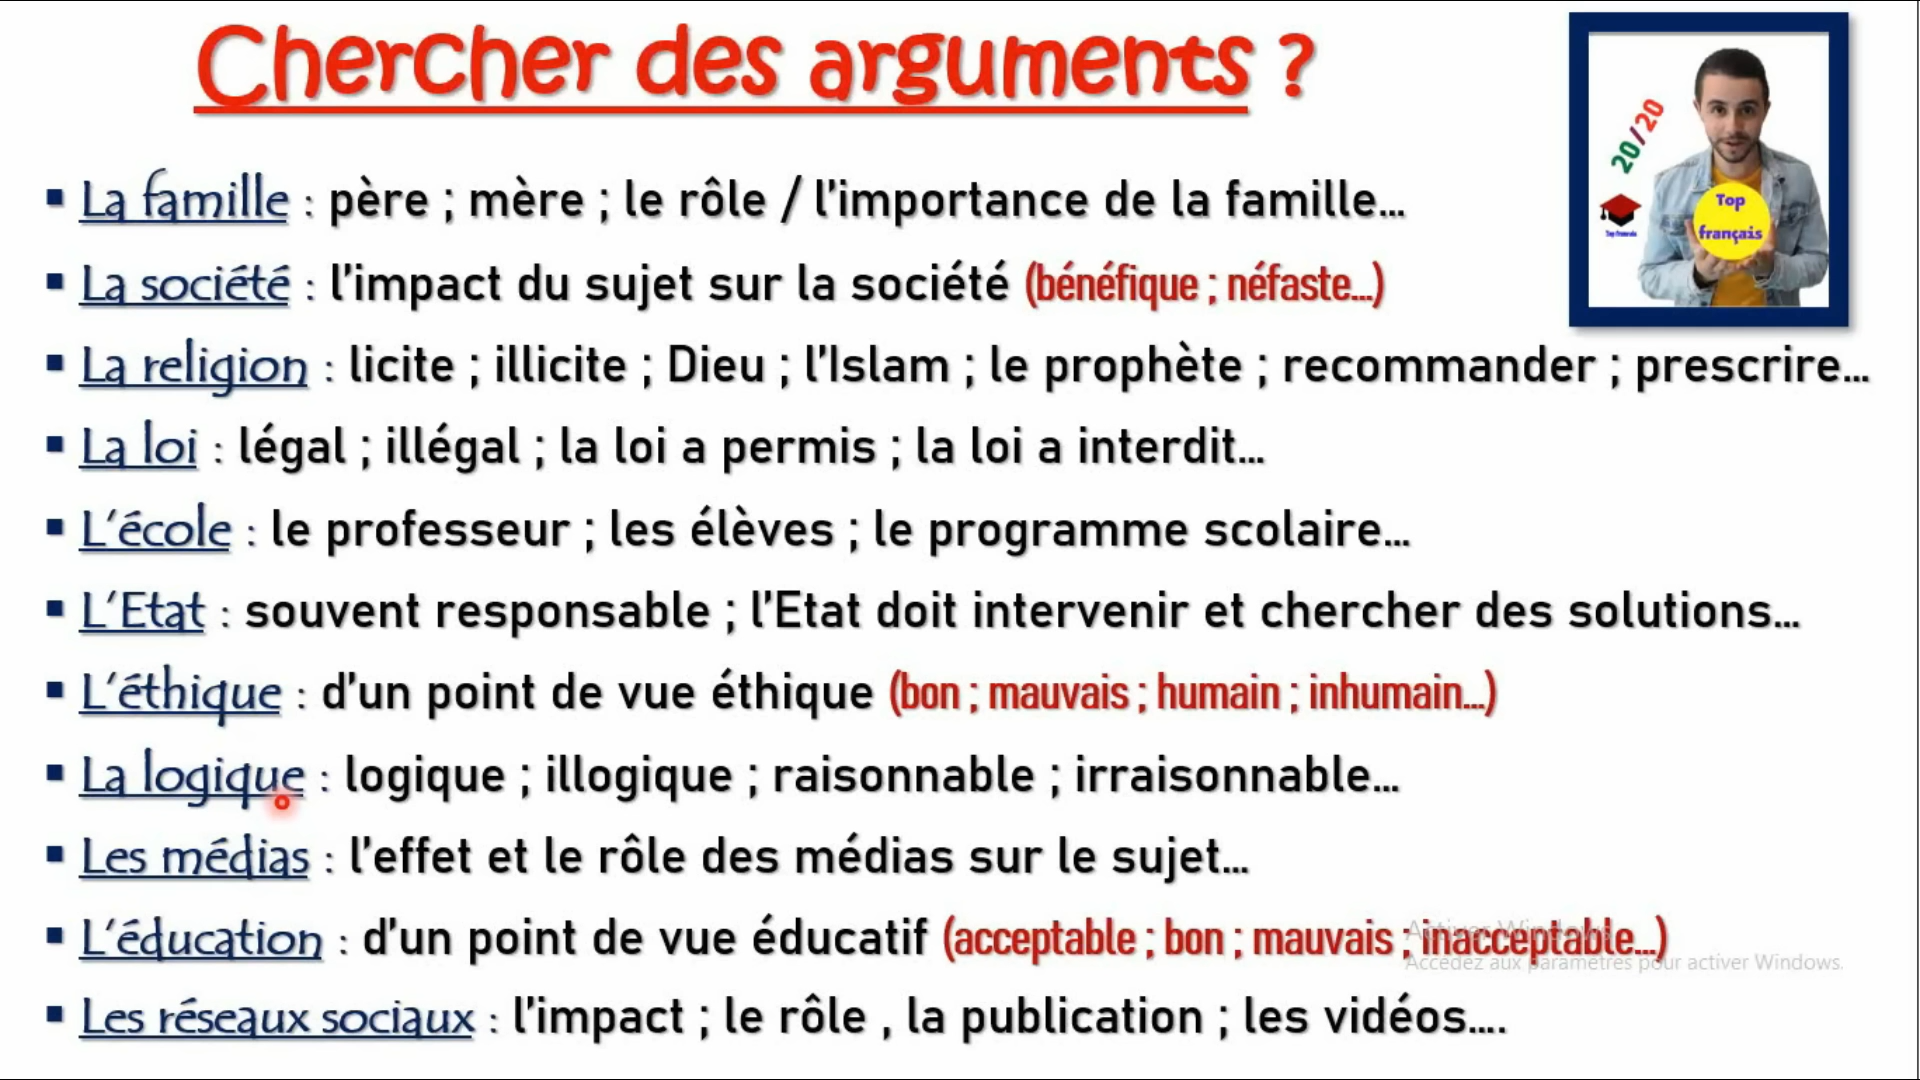 Chercher des arguments ?
20/20
Top
français
Top francais
▪ La famille : père ; mère ; le rôle / l'importance de la famille...
▪ La société : l'impact du sujet sur la société (bénéfique ; néfaste...)
▪ La religion : licite ; illicite ; Dieu ; l'Islam ; le prophète ; recommander ; prescrire...
▪ La loi : légal ; illégal ; la loi a permis ; la loi a interdit...
▪ L'école : le professeur ; les élèves ; le programme scolaire...
▪ L'Etat : souvent responsable ; l'Etat doit intervenir et chercher des solutions...
▪ L'éthique : d'un point de vue éthique (bon ; mauvais ; humain ; inhumain...)
▪ La logique : logique ; illogique ; raisonnable ; irraisonnable...
▪ Les médias : l'effet et le rôle des médias sur le sujet...
▪ L'éducation : d'un point de vue éducatif (acceptable ; bon ; mauvais ; inacceptable...)
Activer Windows
Accédez aux paramètres pour activer Windows.
▪ Les réseaux sociaux : l'impact ; le rôle , la publication ; les vidéos....